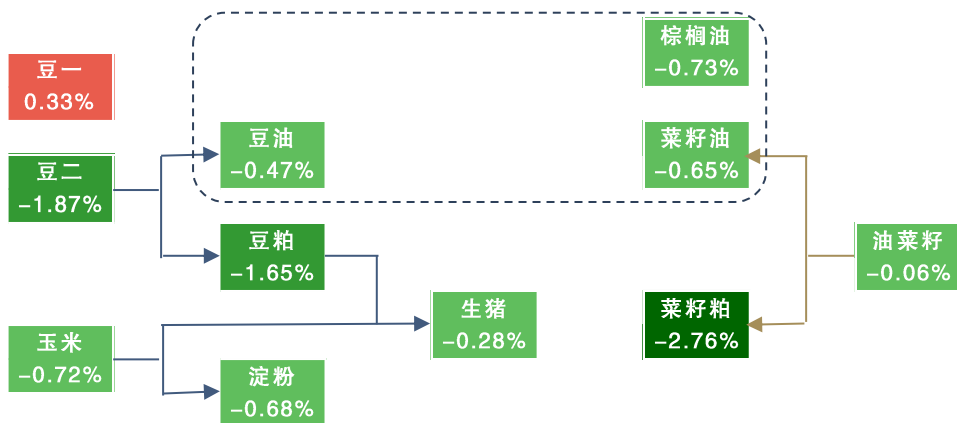 棕榈油
-0.73%
豆一
0.33%
豆油
-0.47%
菜籽油
-0.65%
豆二
-1.87%
豆粕
-1.65%
油菜籽
-0.06%
生猪
-0.28%
菜籽粕
-2.76%
玉米
-0.72%
淀粉
-0.68%